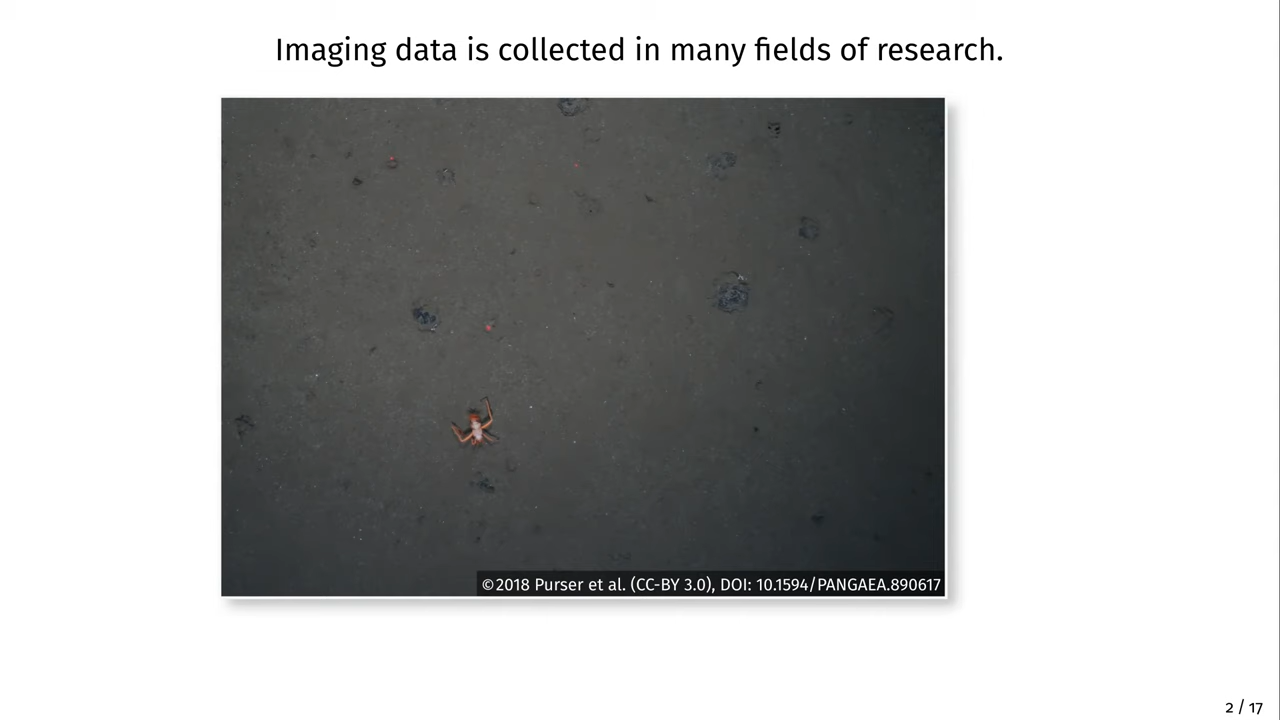 Imaging data is collected in many fields of research.
©2018 Purser et al. (CC-BY 3.0), DOI: 10.1594/PANGAEA.890617
2 / 17